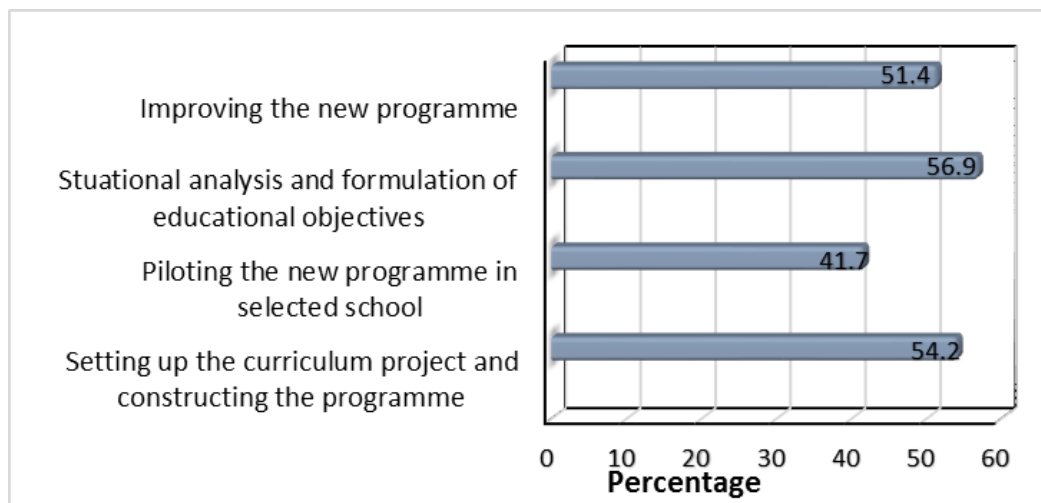 51.4
Improving the new programme
56.9
Stuational analysis and formulation of
educational objectives
41.7
Piloting the new programme in
selected school
54.2
Setting up the curriculum project and
constructing the programme
0 10 20 30 40 50 60
Percentage